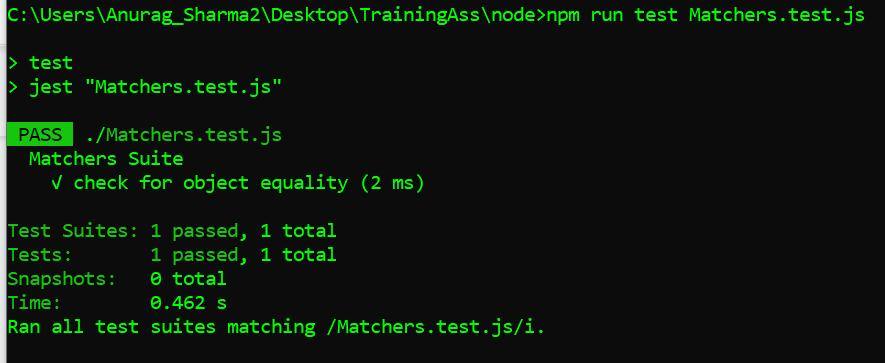 C:\Users\Anurag_Sharma2\Desktop\TrainingAss\node>npm run test Matchers.test.js
> test
> jest "Matchers.test.js"
PASS ./Matchers.test.js
Matchers Suite
√ check for object equality (2 ms)
Test Suites: 1 passed, 1 total
Tests: 1 passed, 1 total
Snapshots: 0 total
Time: 0.462 s
Ran all test suites matching /Matchers.test.js/i.